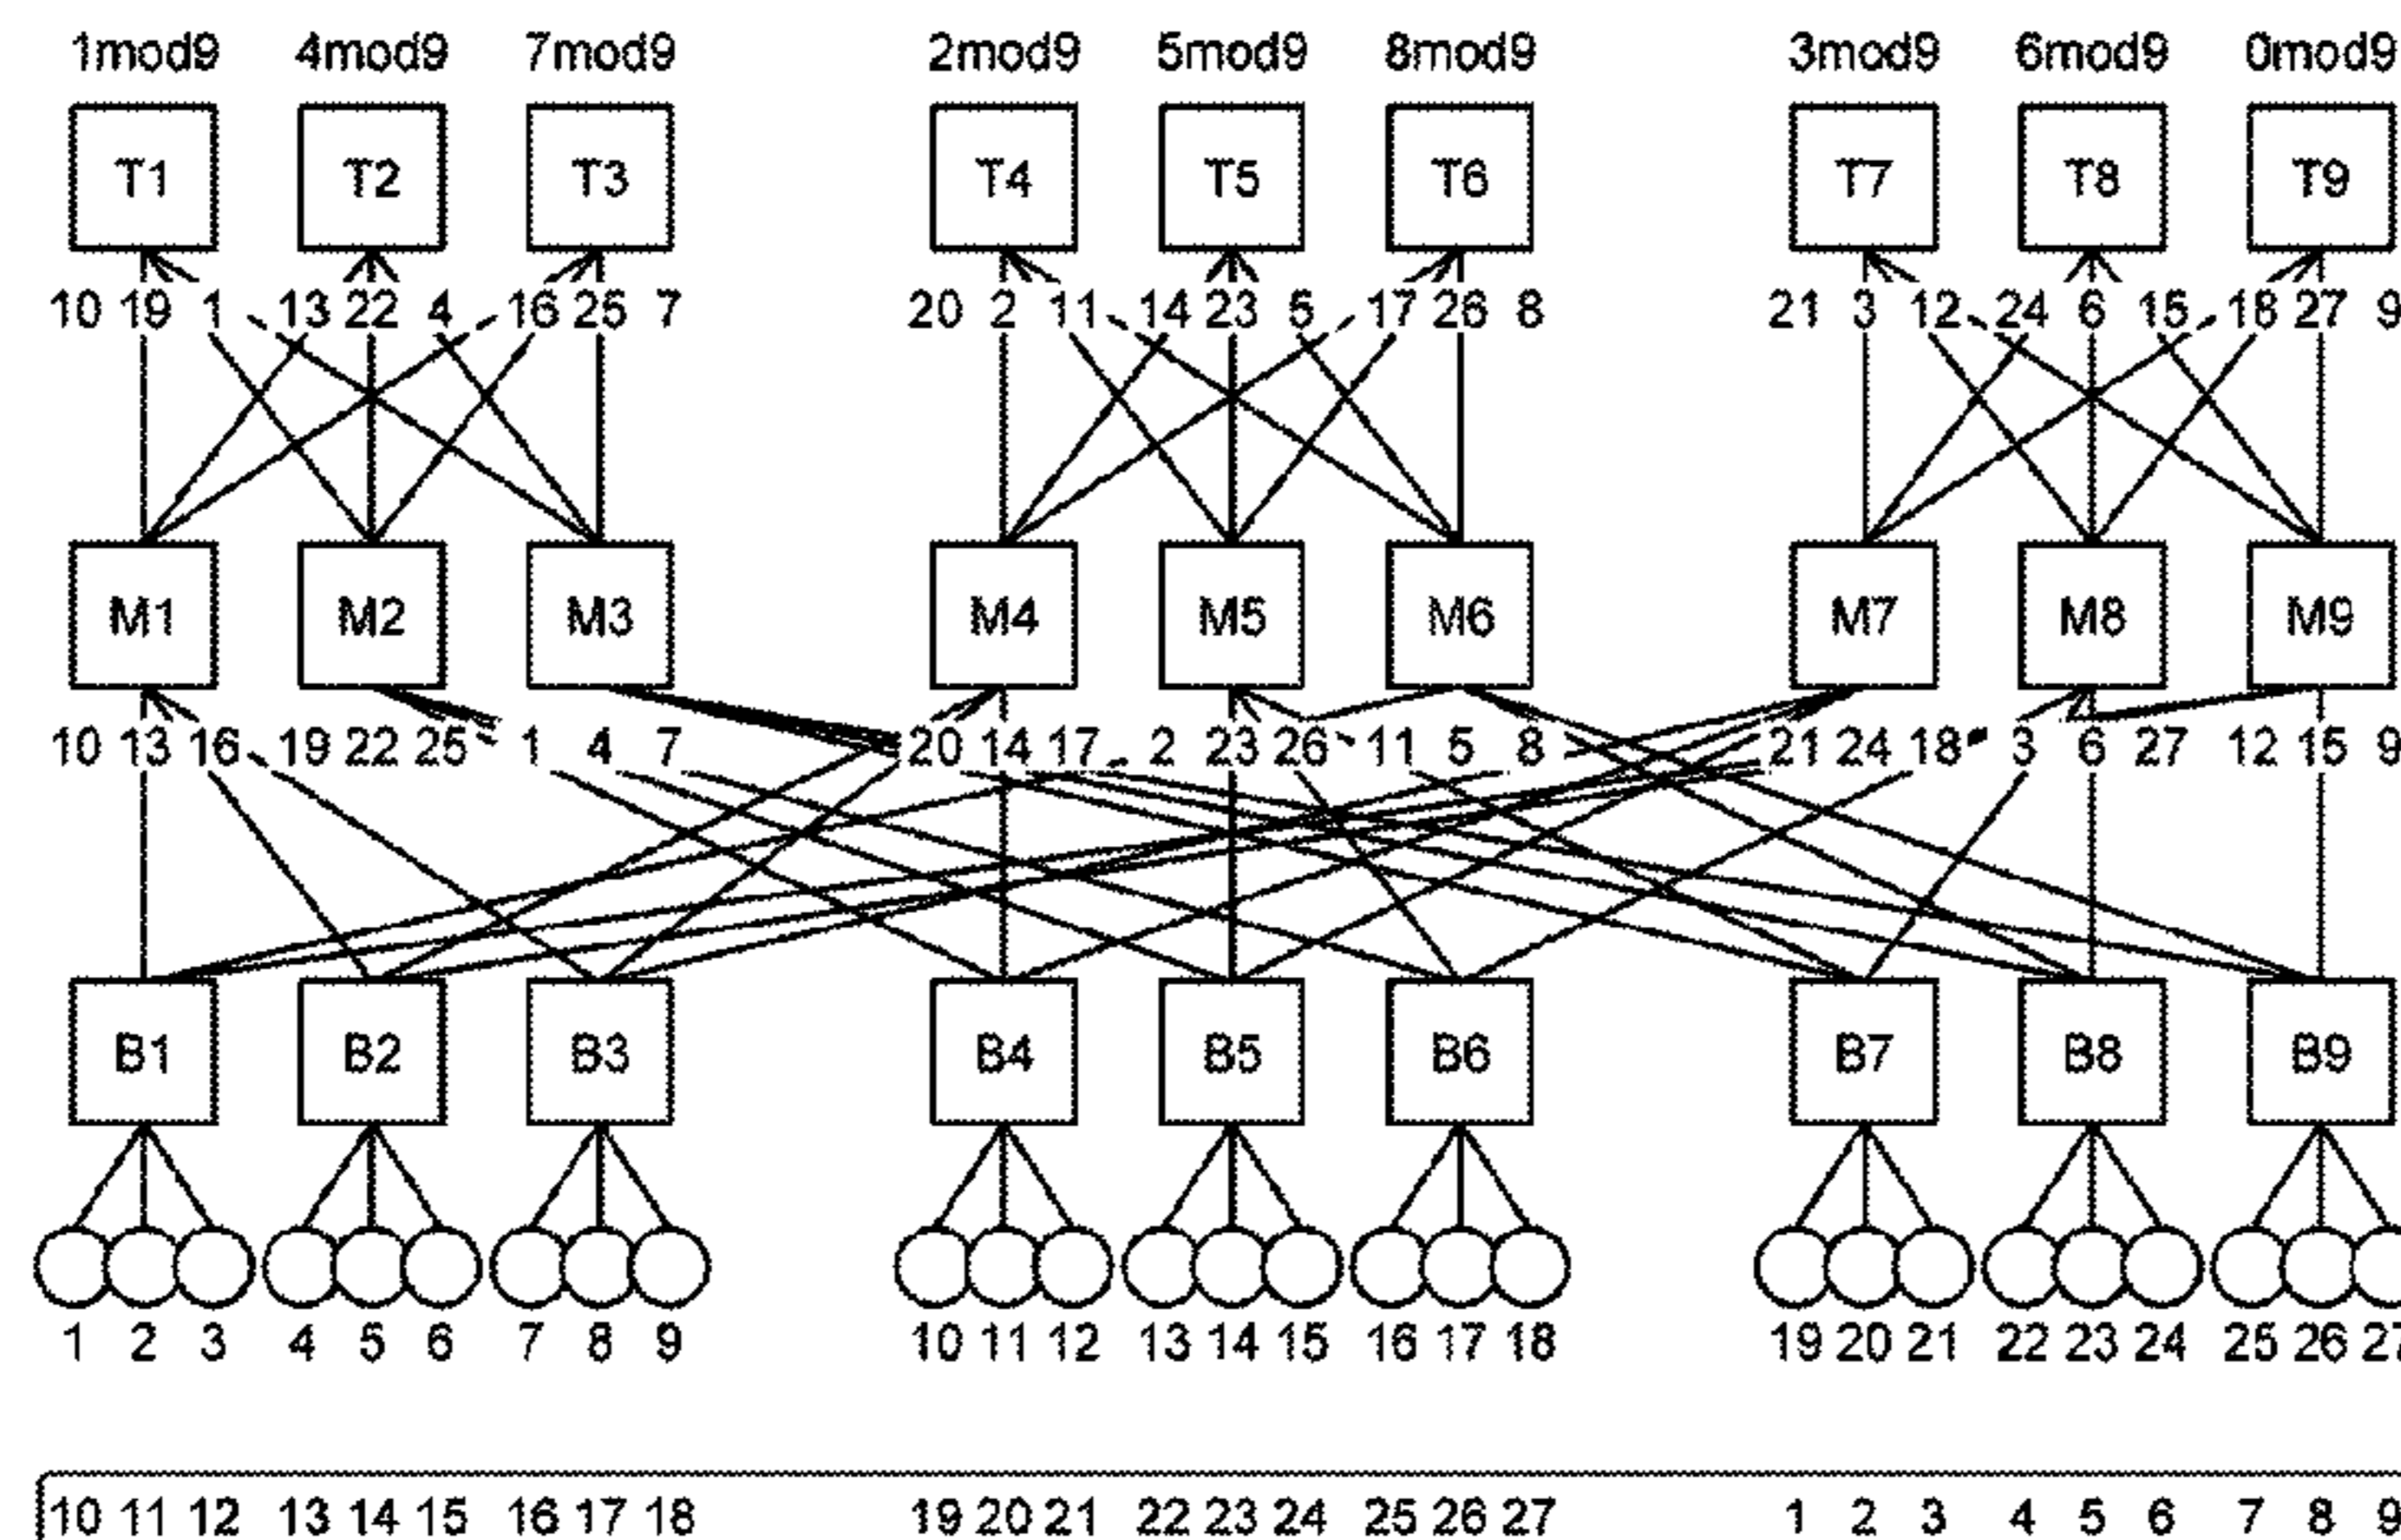 1mod9 4mod9 7mod9 2mod9 5mod9 8mod9 3mod9 6mod9 0mod9
T1 T2 T3 T4 T5 T6 T7 T8 T9
10 19 1 13 22 4 16 25 7 20 2 11 14 23 5 17 26 8 21 3 12 24 6 15 18 27 9
M1 M2 M3 M4 M5 M6 M7 M8 M9
10 13 16 19 22 25 1 4 7 20 14 17 2 23 26 11 5 8 21 24 18 3 6 27 12 15 9
B1 B2 B3 B4 B5 B6 B7 B8 B9
1 2 3 4 5 6 7 8 9 10 11 12 13 14 15 16 17 18 19 20 21 22 23 24 25 26 27
10 11 12 13 14 15 16 17 18 19 20 21 22 23 24 25 26 27 1 2 3 4 5 6 7 8 9